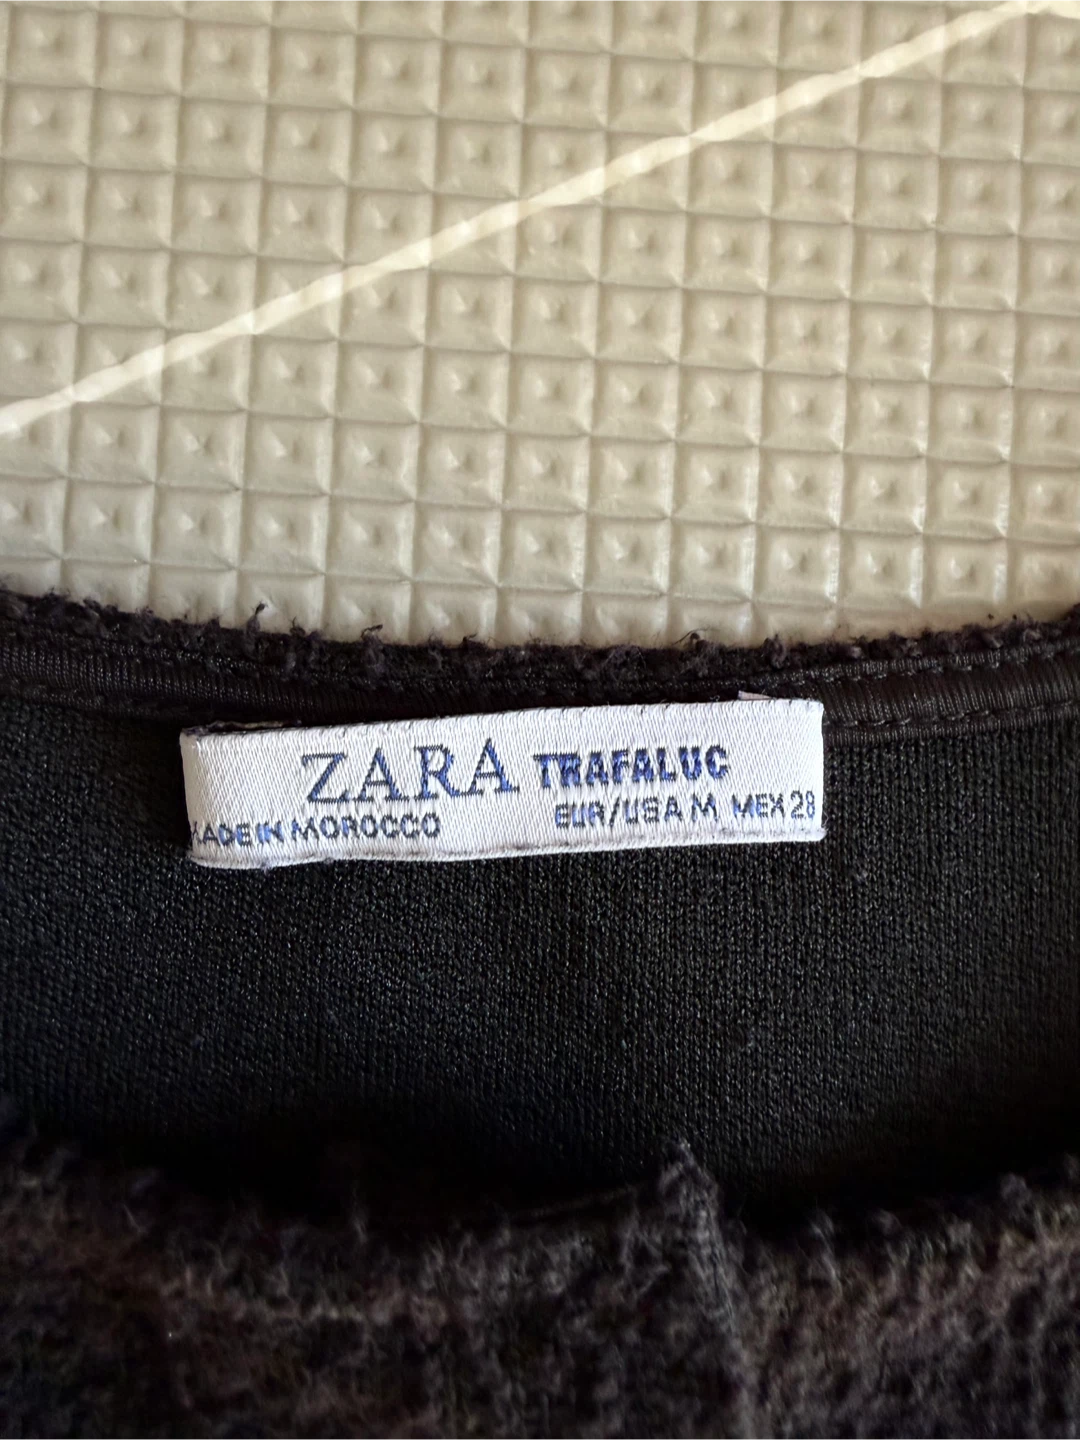 ZARA TRAFALUC
MADE IN MOROCCO EUR/USA M MEX 28